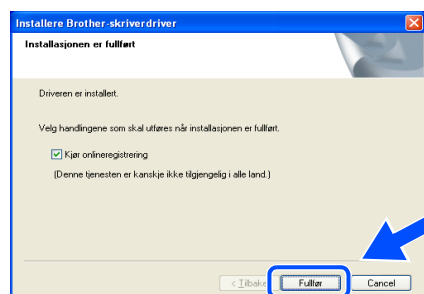 Installere Brother-skriverdriver
Installasjonen er fullført
Driveren er installert.
Velg handlingene som skal utføres når installasjonen er fullført.
Kjør onlineregistrering
(Denne tjenesten er kanskje ikke tilgjengelig i alle land.)
< Tilbake Fullfør Cancel